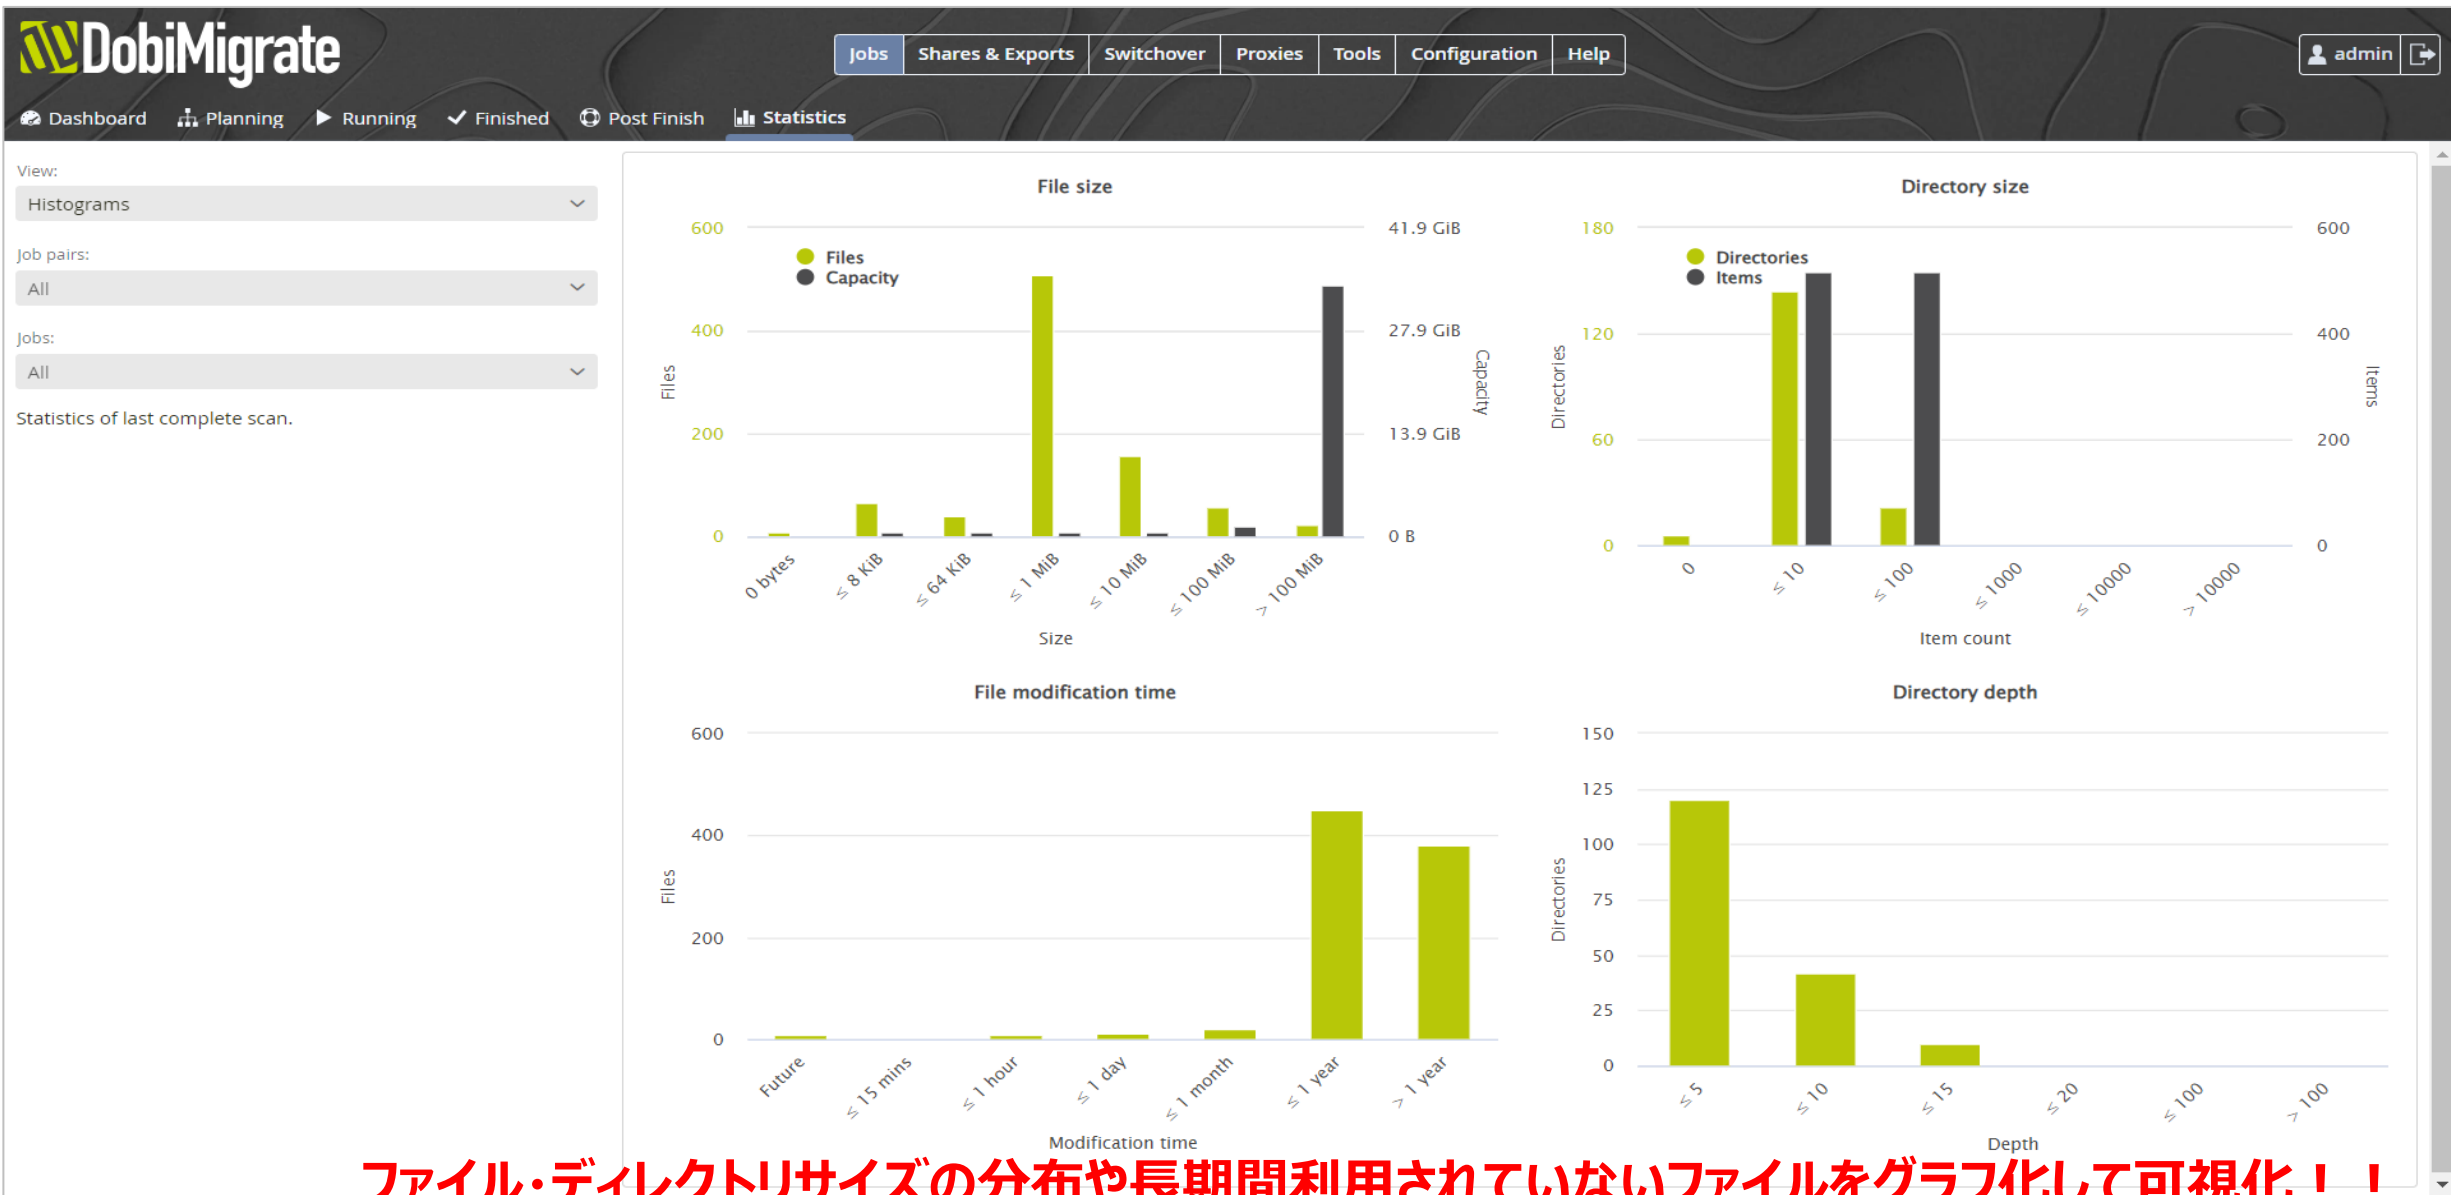 DobiMigrate
Jobs Shares & Exports Switchover Proxies Tools Configuration Help
admin
Dashboard Planning Running Finished Post Finish Statistics
View:
Histograms
Job pairs:
All
Jobs:
All
Statistics of last complete scan.
File size
Files
Capacity
600
400
200
0
41.9 GiB
27.9 GiB
13.9 GiB
0 B
Files
Capacity
0 bytes
≤ 8 KiB
≤ 64 KiB
≤ 1 MiB
≤ 10 MiB
≤ 100 MiB
> 100 MiB
Size
Directory size
Directories
Items
180
120
60
0
600
400
200
0
Directories
Items
0
≤ 10
≤ 100
≤ 1000
≤ 10000
> 10000
Item count
File modification time
600
400
200
0
Files
Future
≤ 15 mins
≤ 1 hour
≤ 1 day
≤ 1 month
≤ 1 year
> 1 year
Modification time
Directory depth
150
125
100
75
50
25
0
Directories
≤ 5
≤ 10
≤ 15
≤ 20
≤ 100
> 100
Depth
ファイル・ディレクトリサイズの分布や長期間利用されていないファイルをグラフ化して可視化！！